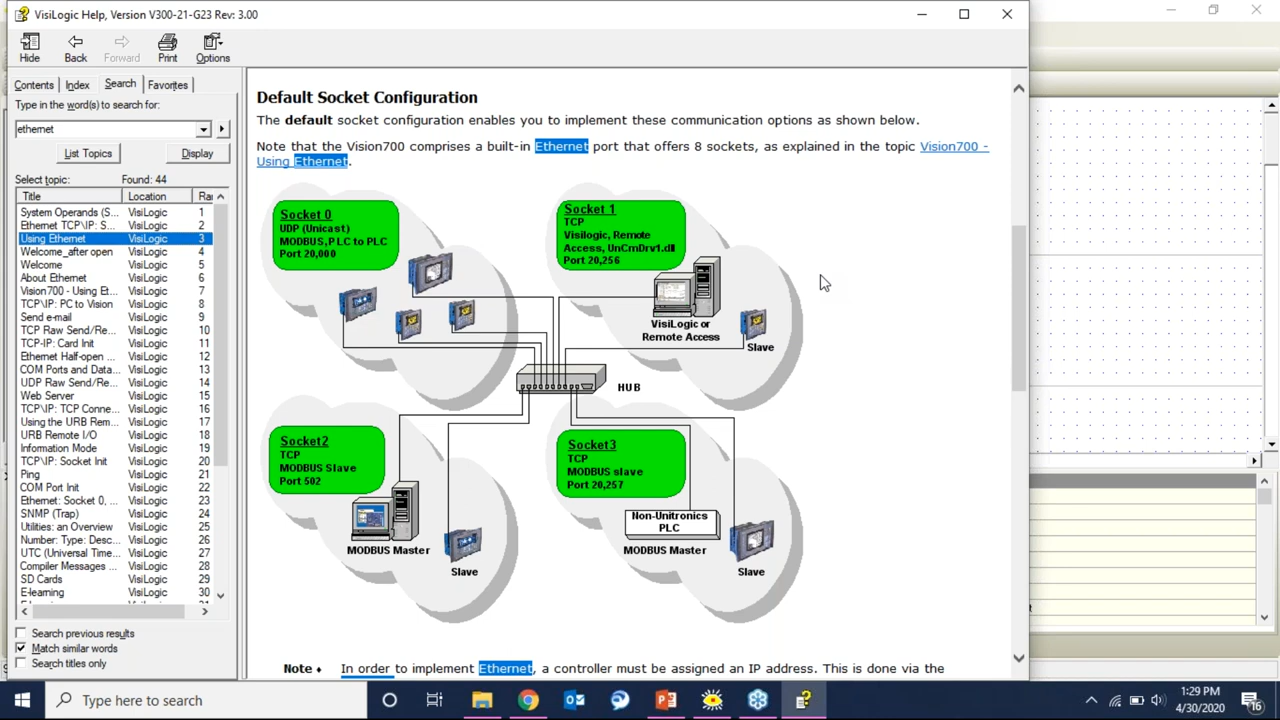 VisiLogic Help, Version V300-21-G23 Rev: 3.00
Hide
Back
Forward
Print
Options
Contents
Index
Search
Favorites
Type in the word(s) to search for:
ethernet
List Topics
Display
Select topic:
Found: 44
Title Location Ra
System Operands (S... VisiLogic 1
Ethernet TCP\IP: S... VisiLogic 2
Using Ethernet VisiLogic 3
Welcome_after open VisiLogic 4
Welcome VisiLogic 5
About Ethernet VisiLogic 6
Vision700 - Using Et... VisiLogic 7
TCP\IP: PC to Vision VisiLogic 8
Send e-mail VisiLogic 9
TCP Raw Send/Re... VisiLogic 10
TCP-IP: Card Init VisiLogic 11
Ethernet Half-open ... VisiLogic 12
COM Ports and Data... VisiLogic 13
UDP Raw Send/Re... VisiLogic 14
Web Server VisiLogic 15
TCP\IP: TCP Conne... VisiLogic 16
Using the URB Rem... VisiLogic 17
URB Remote I/O VisiLogic 18
Information Mode VisiLogic 19
TCP\IP: Socket Init VisiLogic 20
Ping VisiLogic 21
COM Port Init VisiLogic 22
Ethernet: Socket 0, ... VisiLogic 23
SNMP (Trap) VisiLogic 24
Utilities: an Overview VisiLogic 25
Number: Type: Desc... VisiLogic 26
UTC (Universal Time... VisiLogic 27
Compiler Messages ... VisiLogic 28
SD Cards VisiLogic 29
E-learning VisiLogic 30
Search previous results
Match similar words
Search titles only
Default Socket Configuration
The default socket configuration enables you to implement these communication options as shown below.
Note that the Vision700 comprises a built-in Ethernet port that offers 8 sockets, as explained in the topic Vision700 -
Using Ethernet.
Socket 0
UDP (Unicast)
MODBUS,PLC to PLC
Port 20,000
Socket 1
TCP
Visilogic, Remote
Access, UnCmDrv1.dll
Port 20,256
VisiLogic or
Remote Access
Slave
HUB
Socket2
TCP
MODBUS Slave
Port 502
MODBUS Master
Slave
Socket3
TCP
MODBUS slave
Port 20,257
Non-Unitronics
PLC
MODBUS Master
Slave
Note ♦ In order to implement Ethernet, a controller must be assigned an IP address. This is done via the
Type here to search
1:29 PM
4/30/2020
16